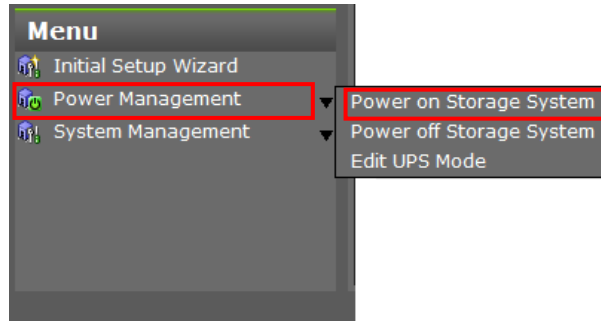 Menu
Initial Setup Wizard
Power Management
Power on Storage System
System Management
Power off Storage System
Edit UPS Mode